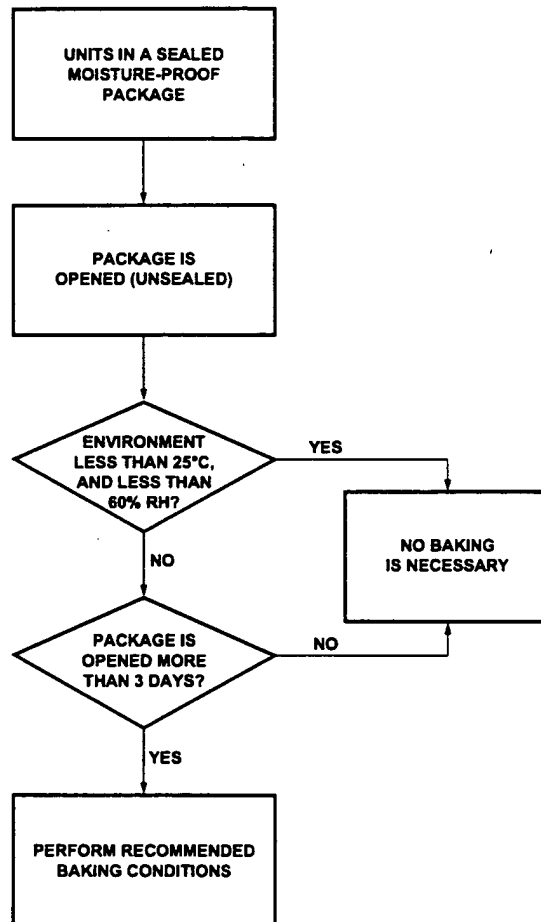 UNITS IN A SEALED
MOISTURE-PROOF
PACKAGE
PACKAGE IS
OPENED (UNSEALED)
ENVIRONMENT
LESS THAN 25°C,
AND LESS THAN
60% RH?
YES
NO BAKING
IS NECESSARY
NO
PACKAGE IS
OPENED MORE
THAN 3 DAYS?
NO
YES
PERFORM RECOMMENDED
BAKING CONDITIONS